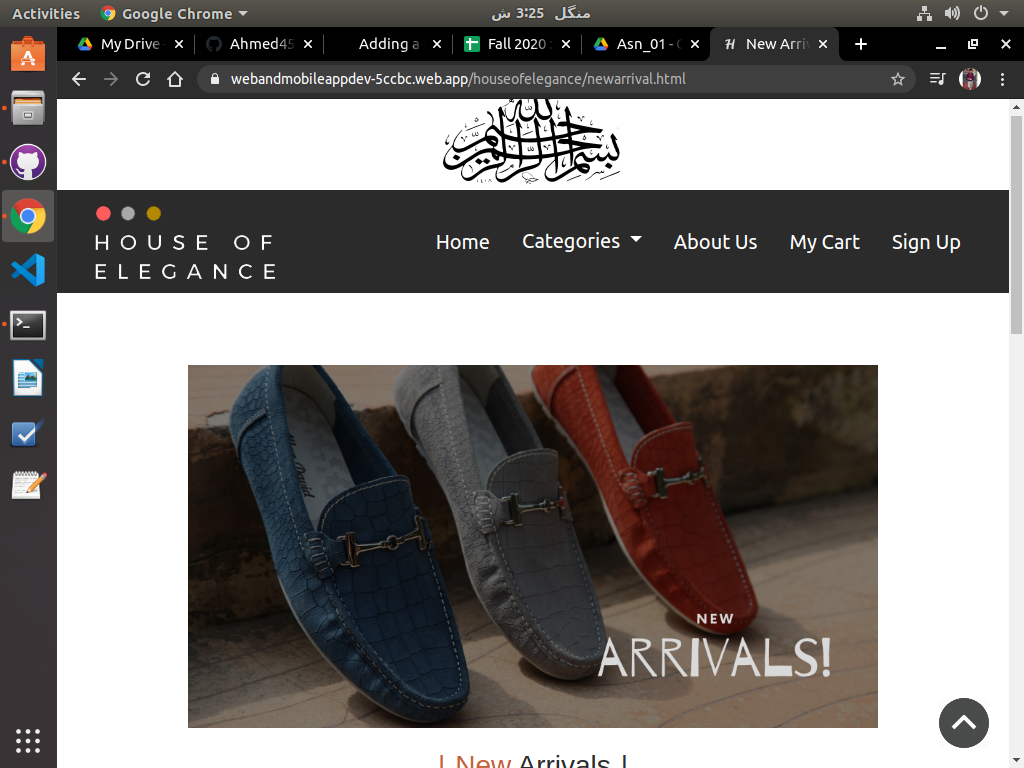 Activities
Google Chrome
منگل 3:25 ش
My Drive
Ahmed45
Adding a
Fall 2020
Asn_01 -
New Arri
webandmobileappdev-5ccbc.web.app/houseofelegance/newarrival.html
بسم الله الرحمن الرحيم
HOUSE OF
ELEGANCE
Home
Categories
About Us
My Cart
Sign Up
NEW
ARRIVALS!
| New Arrivals |